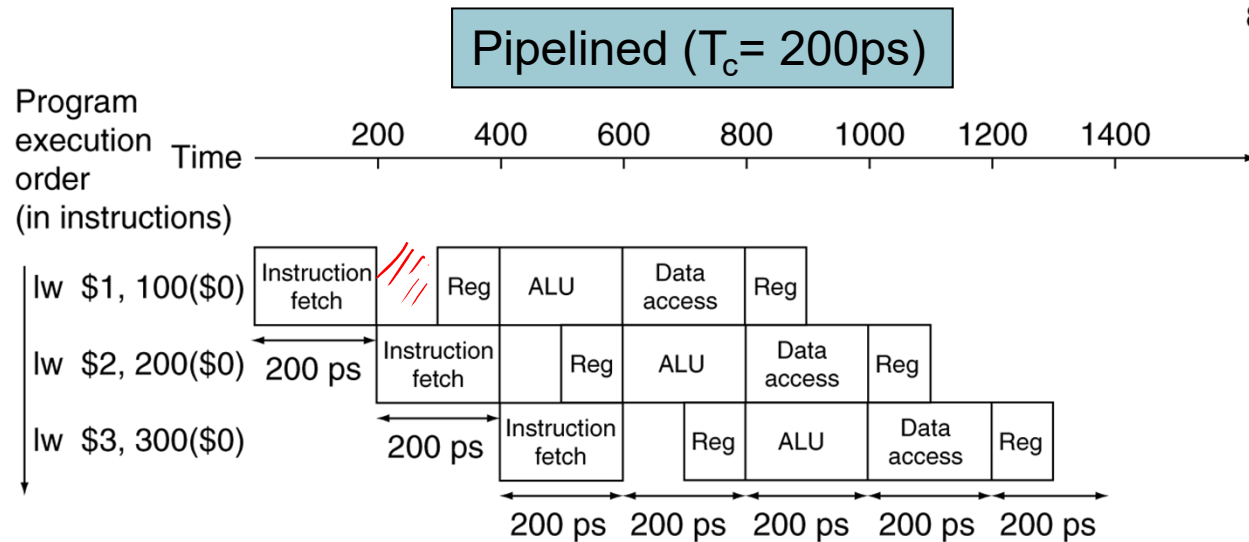 Pipelined (Tc= 200ps)
Program
execution
order
(in instructions)
Time
200 400 600 800 1000 1200 1400
lw $1, 100($0)
Instruction
fetch
Reg
ALU
Data
access
Reg
200 ps
lw $2, 200($0)
Instruction
fetch
Reg
ALU
Data
access
Reg
200 ps
lw $3, 300($0)
Instruction
fetch
Reg
ALU
Data
access
Reg
200 ps 200 ps 200 ps 200 ps 200 ps